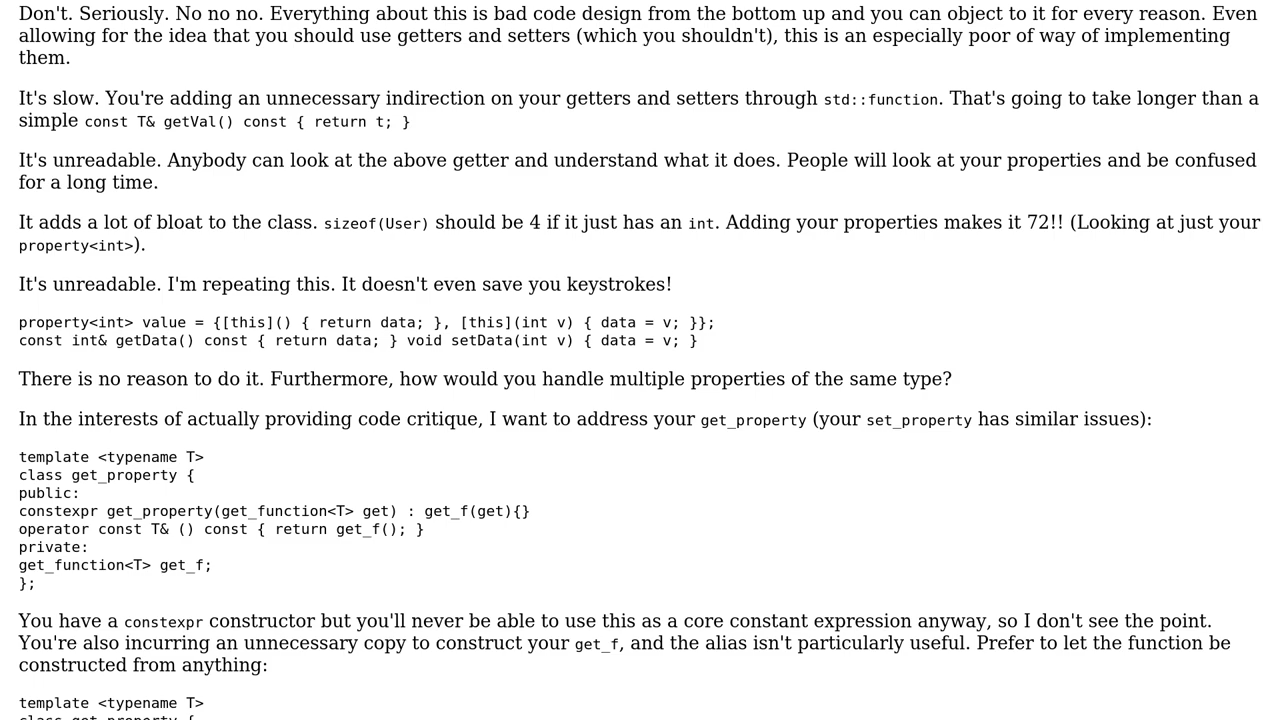 Don't. Seriously. No no no. Everything about this is bad code design from the bottom up and you can object to it for every reason. Even
allowing for the idea that you should use getters and setters (which you shouldn't), this is an especially poor of way of implementing
them.
It's slow. You're adding an unnecessary indirection on your getters and setters through std::function. That's going to take longer than a
simple const T& getVal() const { return t; }
It's unreadable. Anybody can look at the above getter and understand what it does. People will look at your properties and be confused
for a long time.
It adds a lot of bloat to the class. sizeof(User) should be 4 if it just has an int. Adding your properties makes it 72!! (Looking at just your
property<int>).
It's unreadable. I'm repeating this. It doesn't even save you keystrokes!
property<int> value = {[this]() { return data; }, [this](int v) { data = v; }};
const int& getData() const { return data; } void setData(int v) { data = v; }
There is no reason to do it. Furthermore, how would you handle multiple properties of the same type?
In the interests of actually providing code critique, I want to address your get_property (your set_property has similar issues):
template <typename T>
class get_property {
public:
constexpr get_property(get_function<T> get) : get_f(get){}
operator const T& () const { return get_f(); }
private:
get_function<T> get_f;
};
You have a constexpr constructor but you'll never be able to use this as a core constant expression anyway, so I don't see the point.
You're also incurring an unnecessary copy to construct your get_f, and the alias isn't particularly useful. Prefer to let the function be
constructed from anything:
template <typename T>
class get_property {